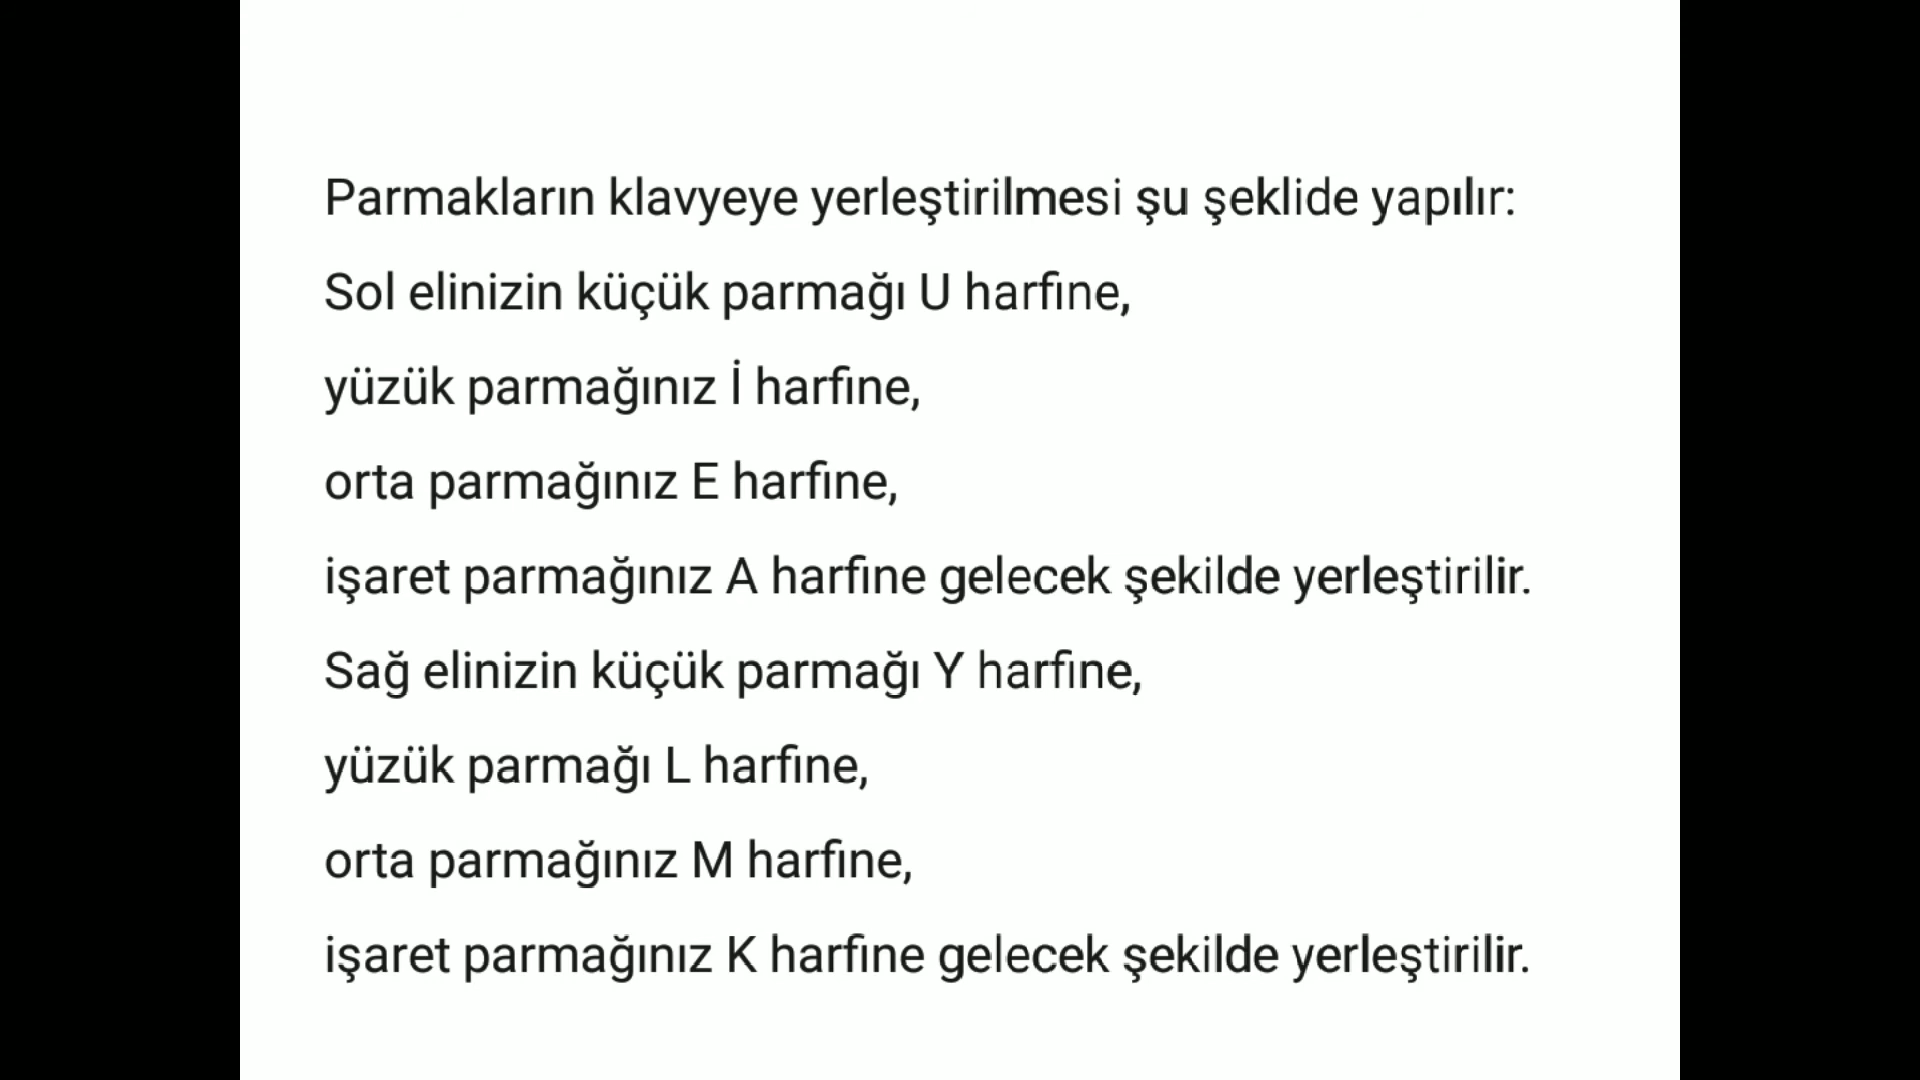 Parmakların klavyeye yerleştirilmesi şu şeklide yapılır:
Sol elinizin küçük parmağı U harfine,
yüzük parmağınız İ harfine,
orta parmağınız E harfine,
işaret parmağınız A harfine gelecek şekilde yerleştirilir.
Sağ elinizin küçük parmağı Y harfine,
yüzük parmağı L harfine,
orta parmağınız M harfine,
işaret parmağınız K harfine gelecek şekilde yerleştirilir.